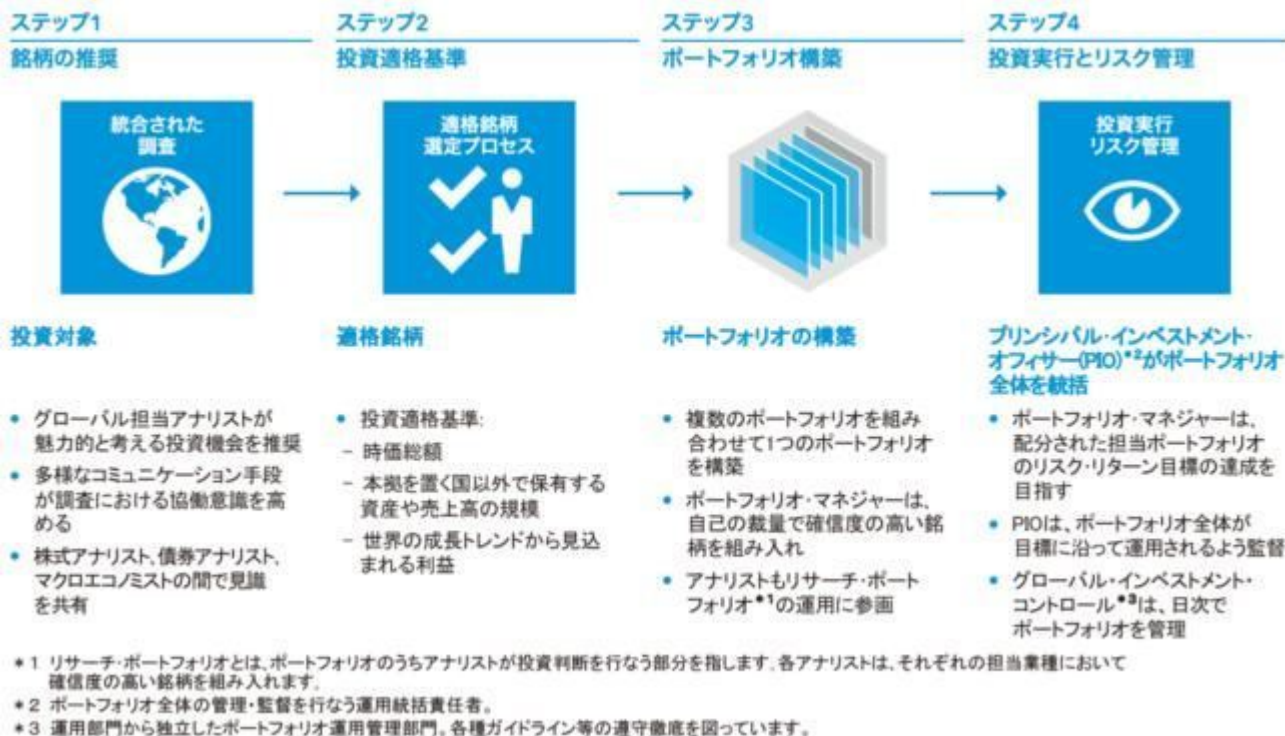 ステップ1
銘柄の推奨
統合された
調査
投資対象
• グローバル担当アナリストが
魅力的と考える投資機会を推奨
• 多様なコミュニケーション手段
が調査における協働意識を高
める
• 株式アナリスト、債券アナリスト、
マクロエコノミストの間で見識
を共有
ステップ2
投資適格基準
適格銘柄
選定プロセス
適格銘柄
• 投資適格基準:
− 時価総額
− 本拠を置く国以外で保有する
資産や売上高の規模
− 世界の成長トレンドから見込
まれる利益
ステップ3
ポートフォリオ構築
ポートフォリオの構築
• 複数のポートフォリオを組み
合わせて1つのポートフォリオ
を構築
• ポートフォリオ・マネジャーは、
自己の裁量で確信度の高い銘
柄を組み入れ
• アナリストもリサーチ・ポート
フォリオ*1の運用に参画
ステップ4
投資実行とリスク管理
投資実行
リスク管理
プリンシパル・インベストメント・
オフィサー(PIO)*2がポートフォリオ
全体を統括
• ポートフォリオ・マネジャーは、
配分された担当ポートフォリオ
のリスク・リターン目標の達成を
目指す
• PIOは、ポートフォリオ全体が
目標に沿って運用されるよう監督
• グローバル・インベストメント・
コントロール*3は、日次で
ポートフォリオを管理
*1 リサーチ・ポートフォリオとは、ポートフォリオのうちアナリストが投資判断を行なう部分を指します。各アナリストは、それぞれの担当業種において
確信度の高い銘柄を組み入れます。
*2 ポートフォリオ全体の管理・監督を行なう運用統括責任者。
*3 運用部門から独立したポートフォリオ運用管理部門。各種ガイドライン等の遵守徹底を図っています。